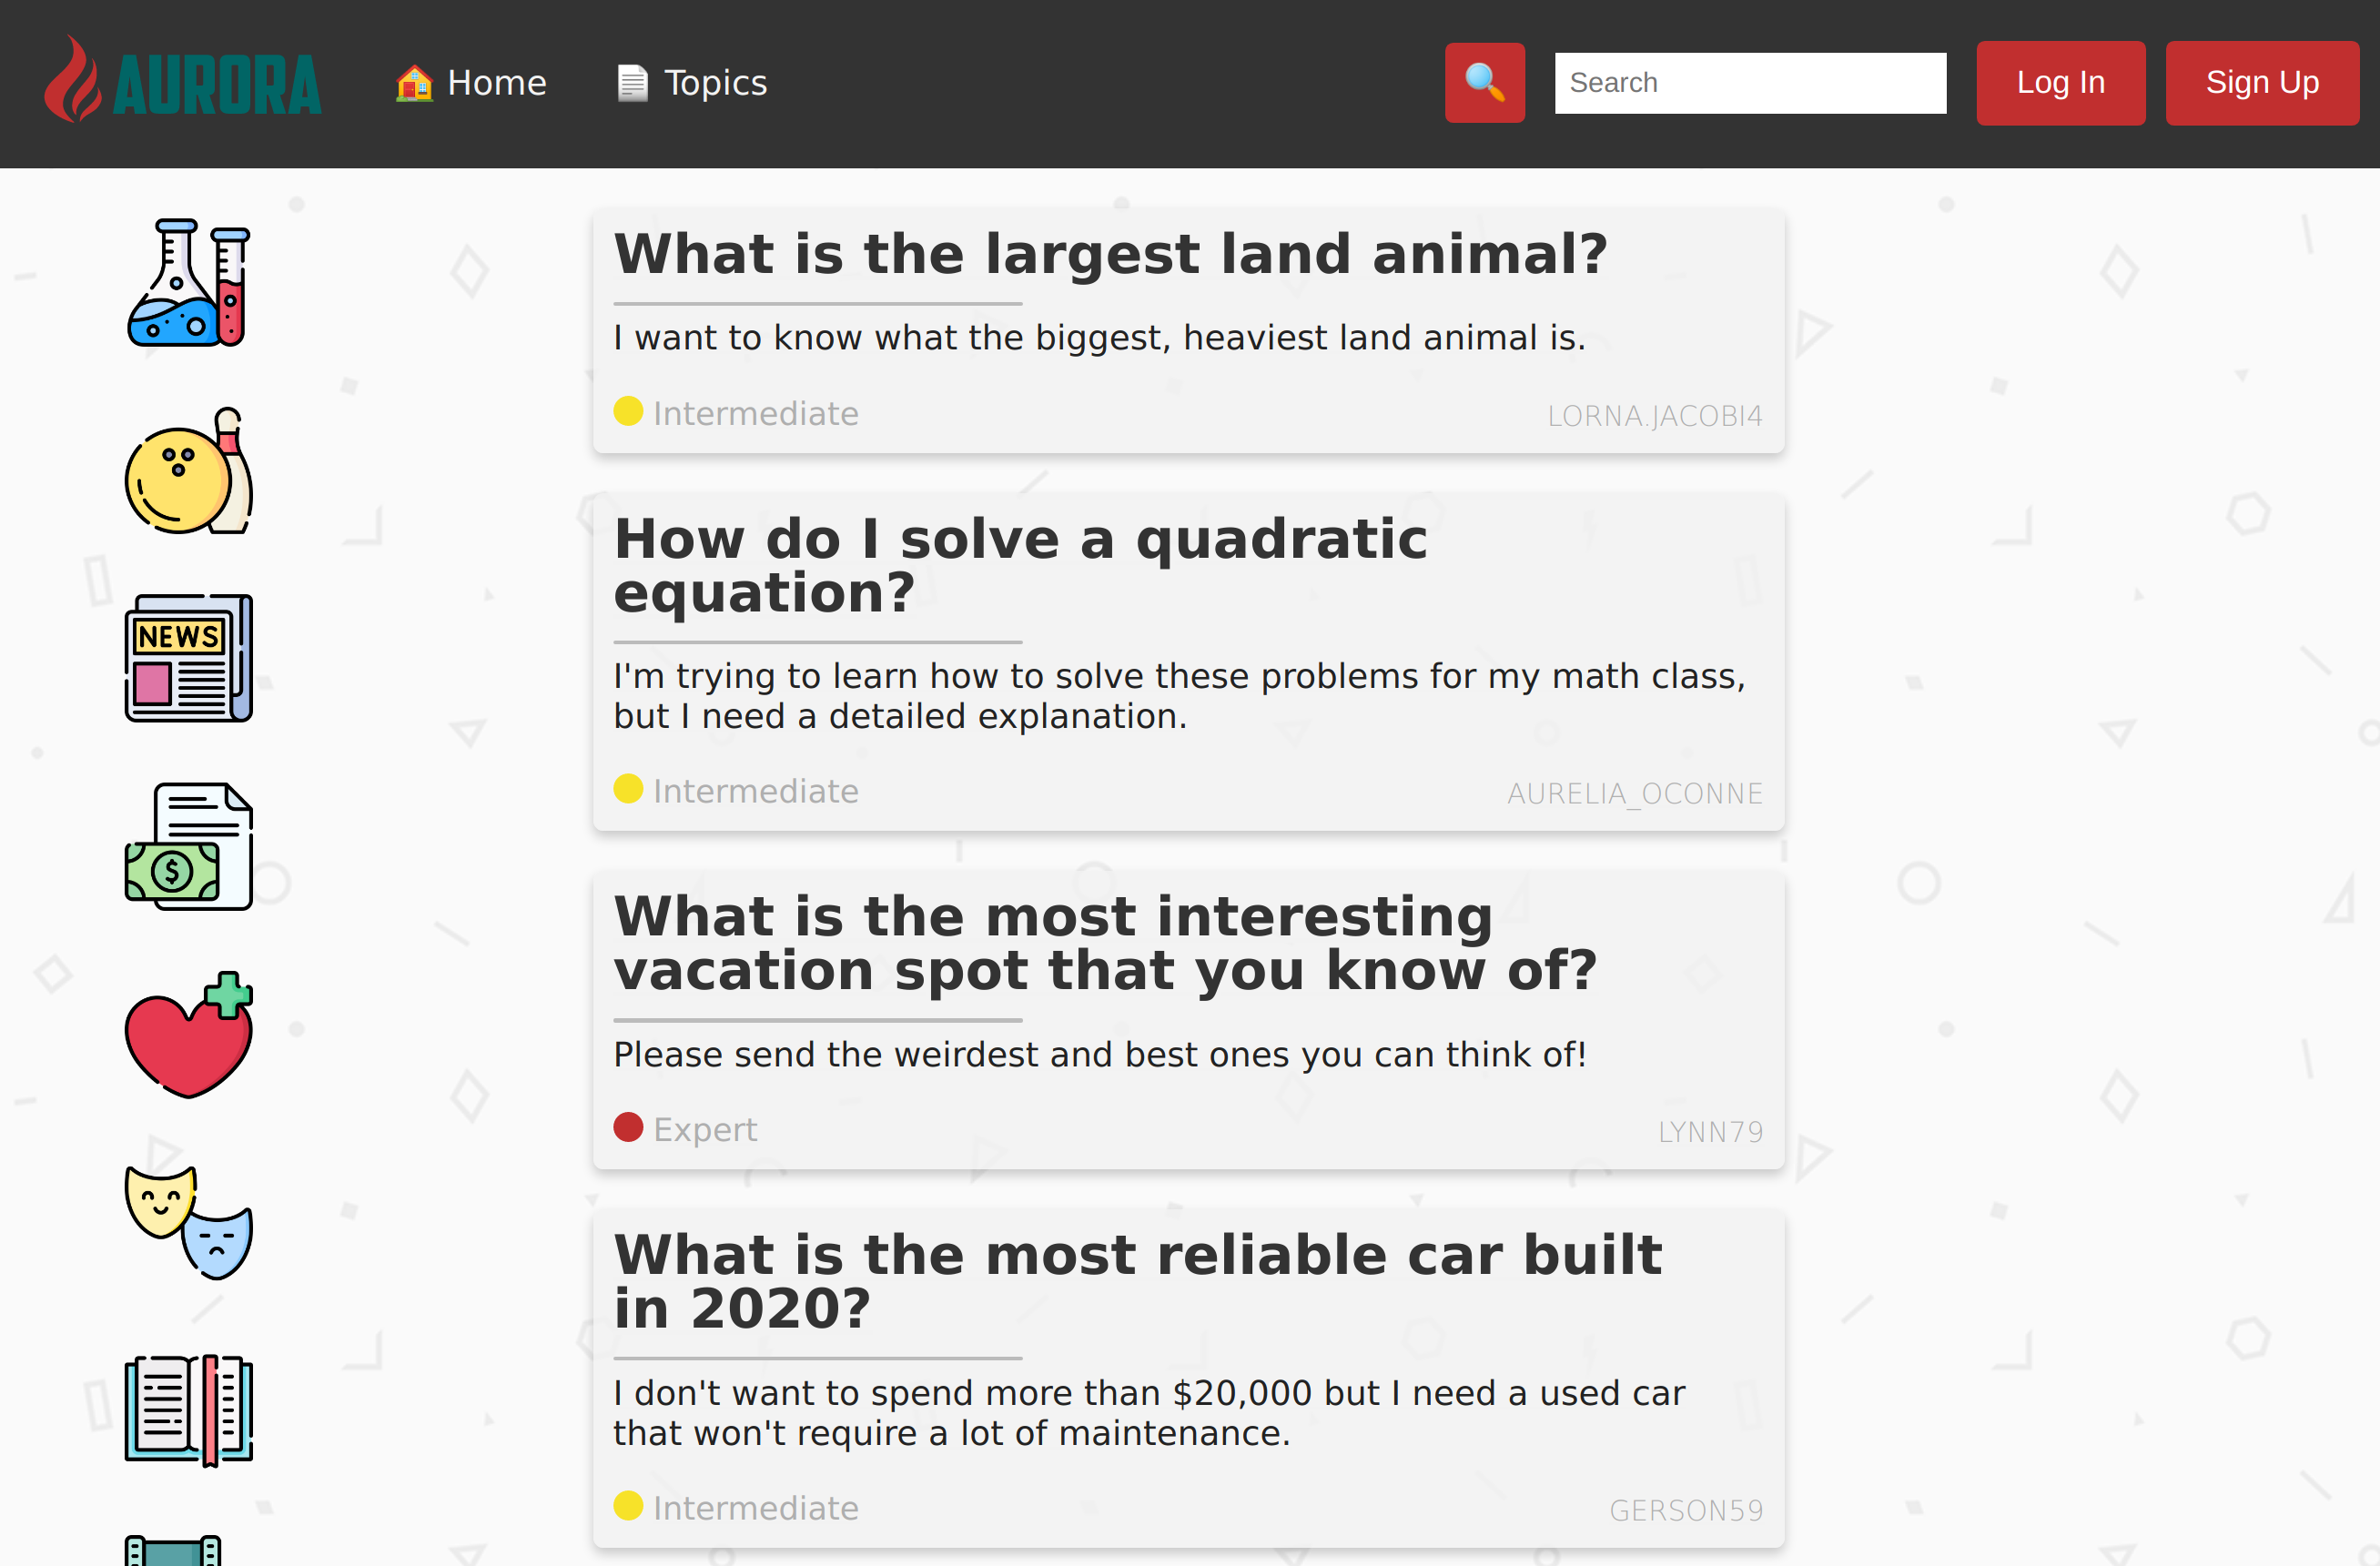 AURORA
Home
Topics
Search
Log In
Sign Up
NEWS
$
What is the largest land animal?
I want to know what the biggest, heaviest land animal is.
Intermediate
LORNA.JACOBI4
How do I solve a quadratic
equation?
I'm trying to learn how to solve these problems for my math class,
but I need a detailed explanation.
Intermediate
AURELIA_OCONNE
What is the most interesting
vacation spot that you know of?
Please send the weirdest and best ones you can think of!
Expert
LYNN79
What is the most reliable car built
in 2020?
I don't want to spend more than $20,000 but I need a used car
that won't require a lot of maintenance.
Intermediate
GERSON59